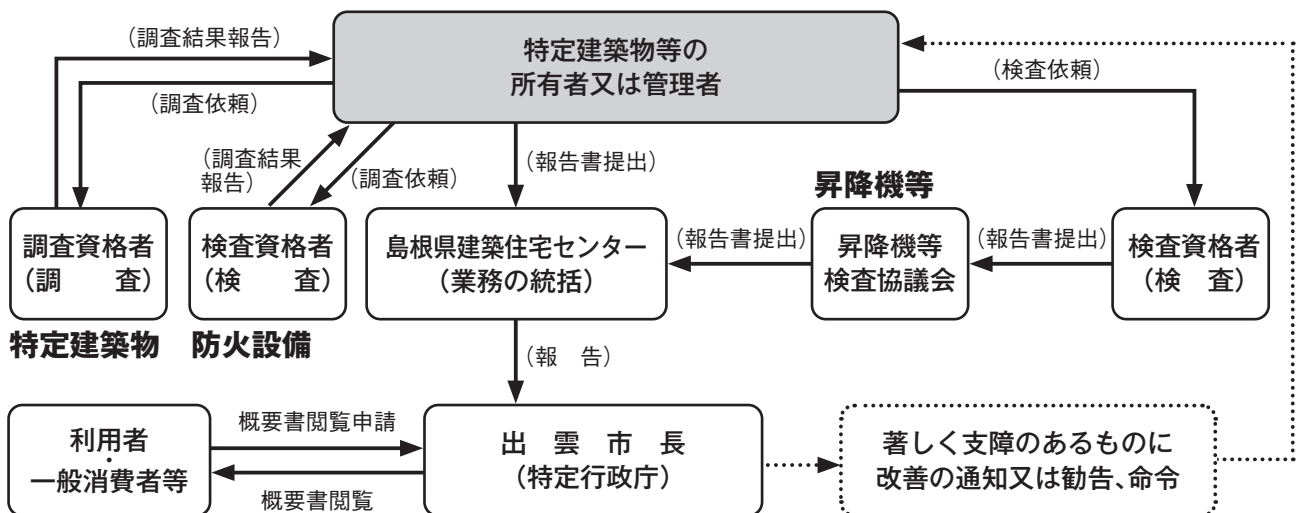 （調査結果報告）
特定建築物等の
所有者又は管理者
（検査依頼）
（調査依頼）
（調査結果
報告）
（調査依頼）
（報告書提出）
昇降機等
調査資格者
（調　　査）
検査資格者
（検　　査）
島根県建築住宅センター
（業務の統括）
（報告書提出）
昇降機等
検査協議会
（報告書提出）
検査資格者
（検　査）
特定建築物
防火設備
（報　告）
利用者
・
一般消費者等
概要書閲覧申請
概要書閲覧
出　雲　市　長
（特定行政庁）
著しく支障のあるものに
改善の通知又は勧告、命令